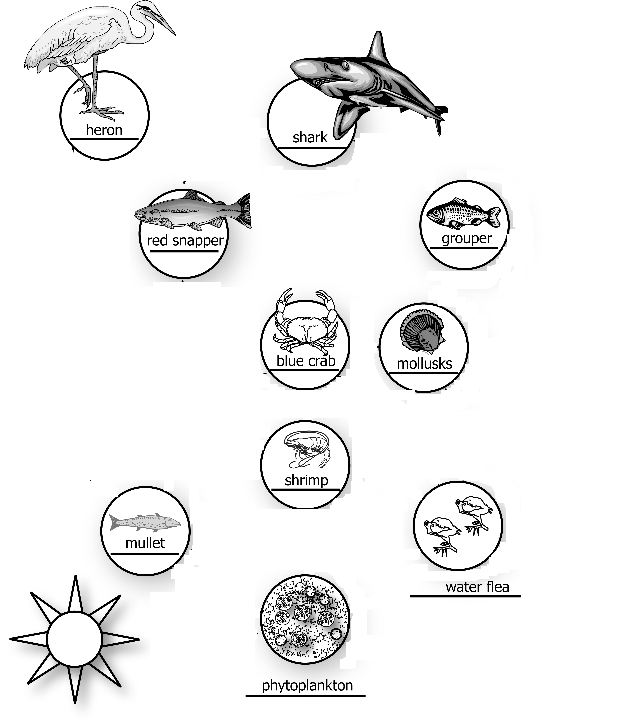 heron
shark
red snapper
grouper
blue crab
mollusks
shrimp
mullet
water flea
phytoplankton